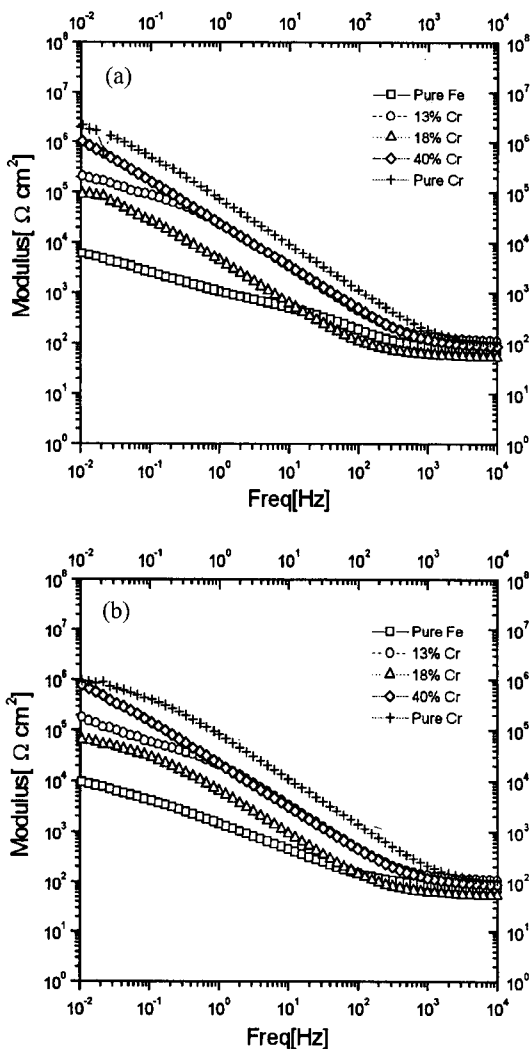 10⁻² 10⁻¹ 10⁰ 10¹ 10² 10³ 10⁴
(a)
Pure Fe
13% Cr
18% Cr
40% Cr
Pure Cr
10⁸ 10⁸
10⁷ 10⁷
10⁶ 10⁶
10⁵ 10⁵
10⁴ 10⁴
10³ 10³
10² 10²
10¹ 10¹
10⁰ 10⁰
Modulus[ Ω cm²]
10⁻² 10⁻¹ 10⁰ 10¹ 10² 10³ 10⁴
Freq[Hz]
10⁻² 10⁻¹ 10⁰ 10¹ 10² 10³ 10⁴
(b)
Pure Fe
13% Cr
18% Cr
40% Cr
Pure Cr
10⁸ 10⁸
10⁷ 10⁷
10⁶ 10⁶
10⁵ 10⁵
10⁴ 10⁴
10³ 10³
10² 10²
10¹ 10¹
10⁰ 10⁰
Modulus[ Ω cm²]
10⁻² 10⁻¹ 10⁰ 10¹ 10² 10³ 10⁴
Freq[Hz]